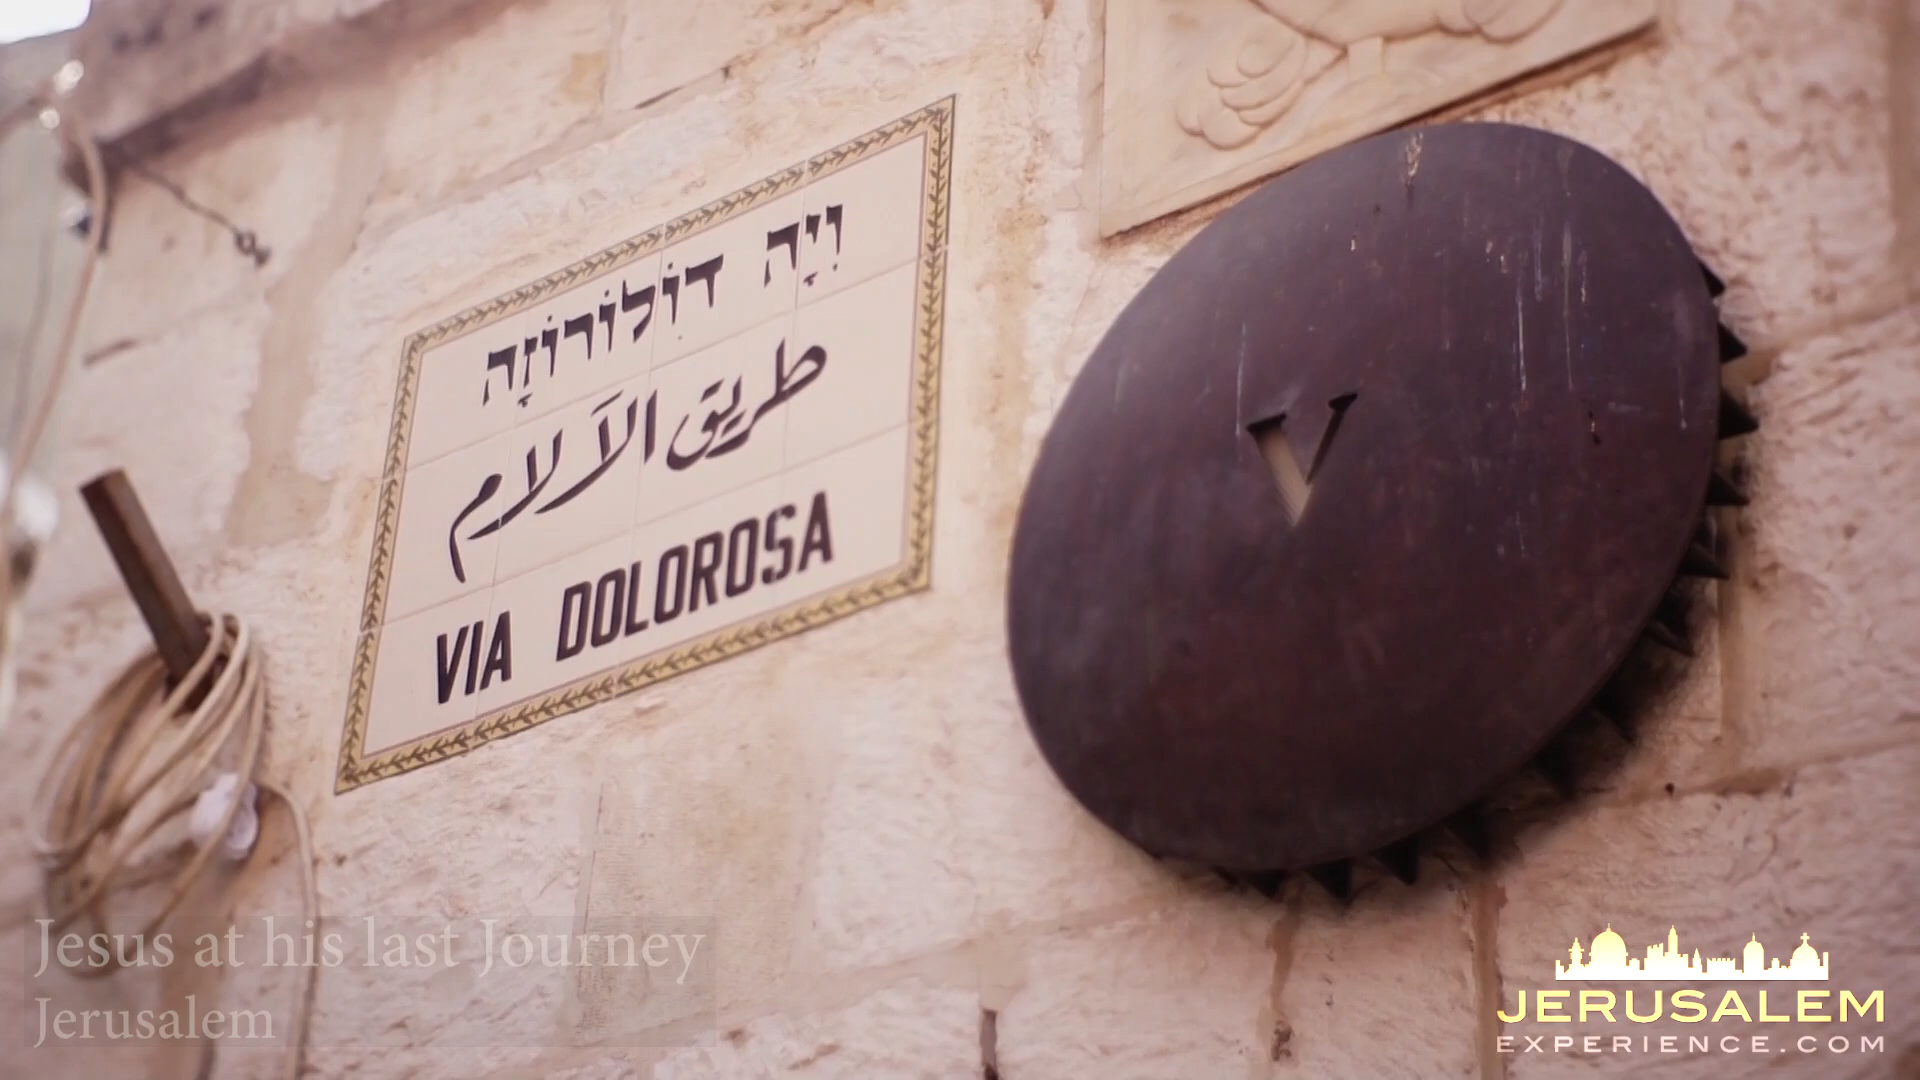 וִיָה דוֹלוֹרוֹזָה
طريق الآلام
VIA DOLOROSA
V
Jesus at his last Journey
Jerusalem
JERUSALEM
EXPERIENCE.COM